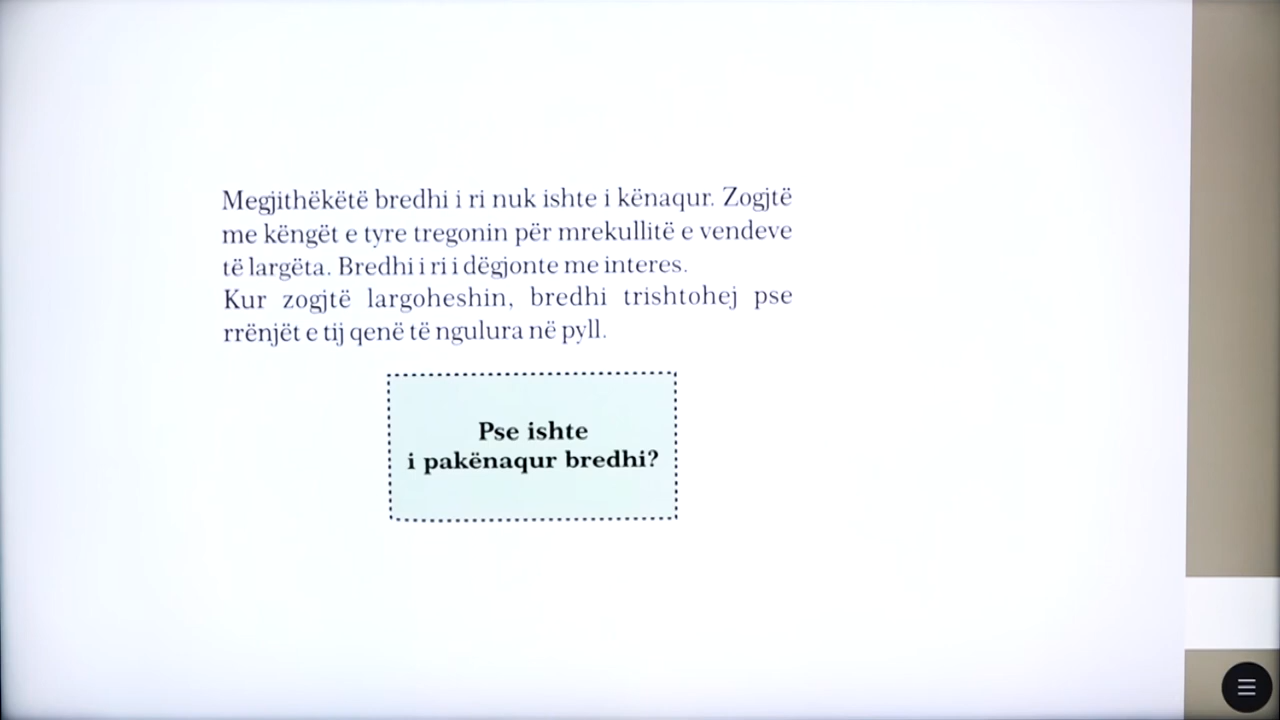 Megjithëkëtë bredhi i ri nuk ishte i kënaqur. Zogjtë
me këngët e tyre tregonin për mrekullitë e vendeve
të largëta. Bredhi i ri i dëgjonte me interes.
Kur zogjtë largoheshin, bredhi trishtohej pse
rrënjët e tij qenë të ngulura në pyll.
Pse ishte
i pakënaqur bredhi?